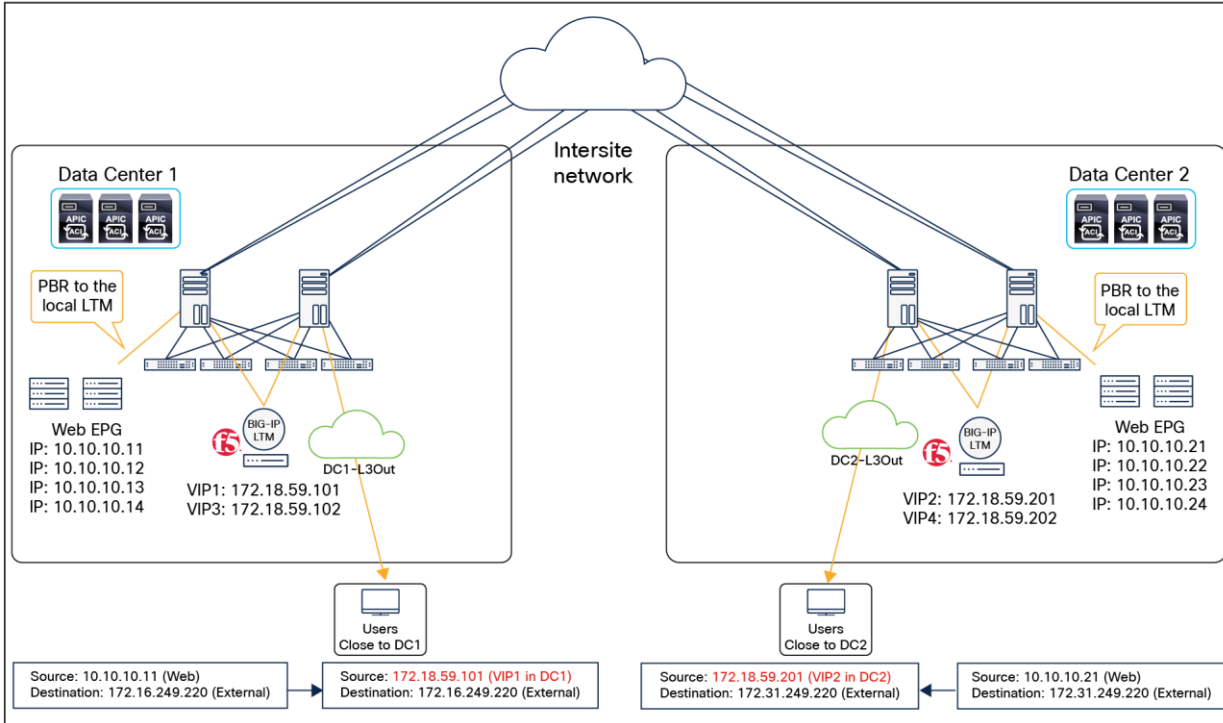 Intersite
network
Data Center 1
APIC
ACI
APIC
ACI
APIC
ACI
PBR to the
local LTM
Web EPG
IP: 10.10.10.11
IP: 10.10.10.12
IP: 10.10.10.13
IP: 10.10.10.14
f5
BIG-IP
LTM
VIP1: 172.18.59.101
VIP3: 172.18.59.102
DC1-L3Out
Users
Close to DC1
Data Center 2
APIC
ACI
APIC
ACI
APIC
ACI
PBR to the
local LTM
DC2-L3Out
f5
BIG-IP
LTM
VIP2: 172.18.59.201
VIP4: 172.18.59.202
Web EPG
IP: 10.10.10.21
IP: 10.10.10.22
IP: 10.10.10.23
IP: 10.10.10.24
Users
Close to DC2
Source: 10.10.10.11 (Web)
Destination: 172.16.249.220 (External)
Source: 172.18.59.101 (VIP1 in DC1)
Destination: 172.16.249.220 (External)
Source: 172.18.59.201 (VIP2 in DC2)
Destination: 172.31.249.220 (External)
Source: 10.10.10.21 (Web)
Destination: 172.31.249.220 (External)